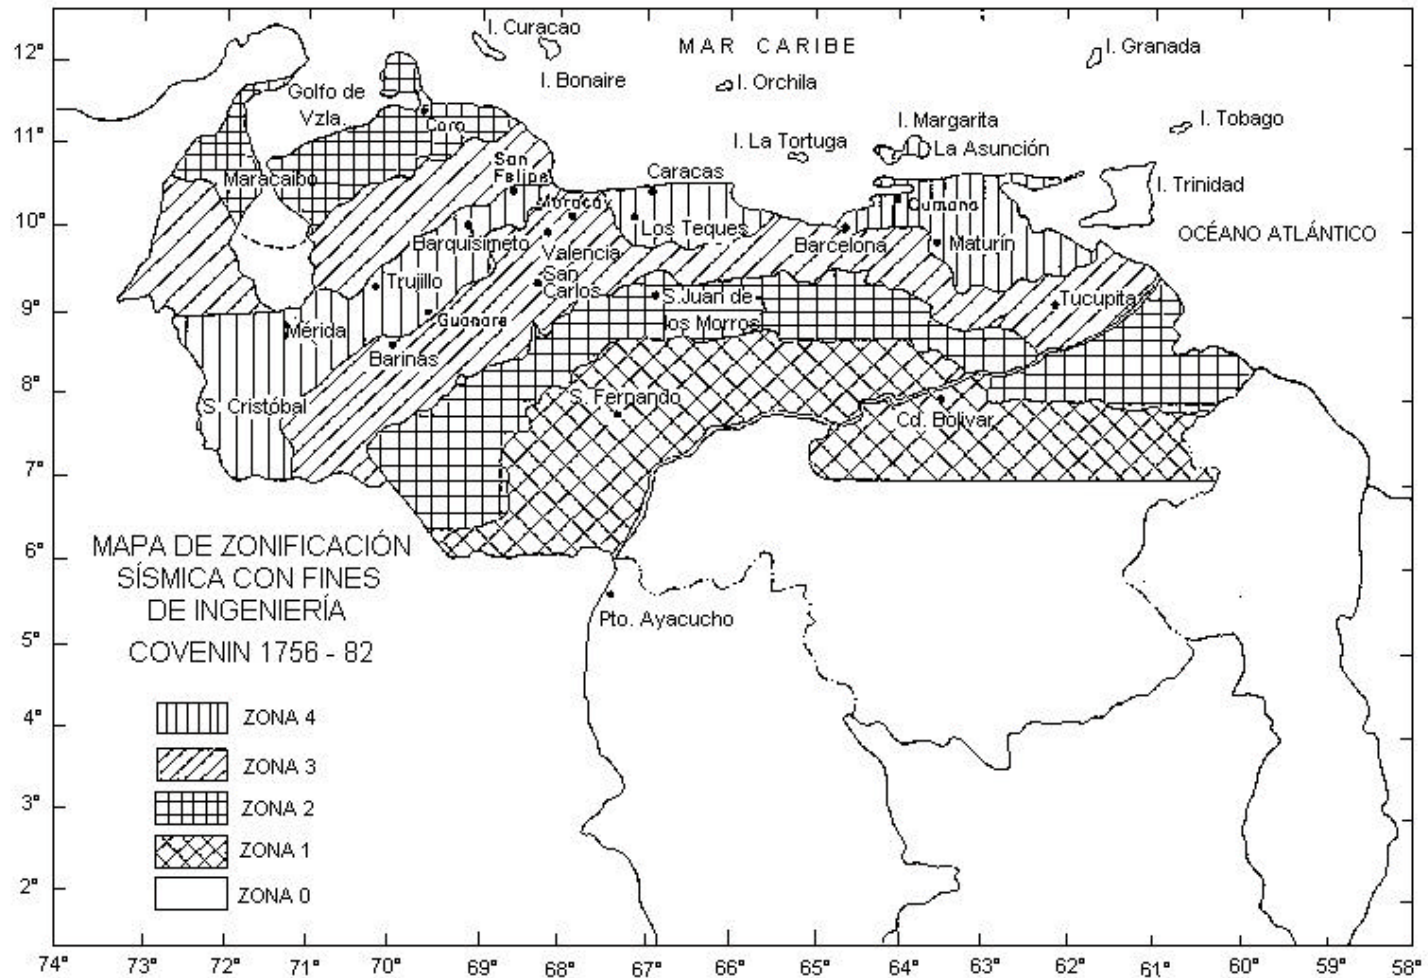 I. Curacao
MAR CARIBE
I. Granada
12°
I. Bonaire
I. Orchila
Golfo de
Vzla.
I. Margarita
I. Tobago
11°
Coro
I. La Tortuga
La Asunción
San
Felipe
Caracas
Maracaibo
I. Trinidad
Maracay
Cumana
10°
Los Teques
OCÉANO ATLÁNTICO
Barquisimeto
Valencia
Barcelona
Maturín
Trujillo
San
Carlos
S.Juan de
los Morros
Tucupita
9°
Guanare
Mérida
Barinas
8°
S. Fernando
S. Cristóbal
Cd. Bolivar
7°
MAPA DE ZONIFICACIÓN
SÍSMICA CON FINES
DE INGENIERÍA
COVENIN 1756 - 82
6°
Pto. Ayacucho
5°
ZONA 4
4°
ZONA 3
ZONA 2
3°
ZONA 1
ZONA 0
2°
74° 73° 72° 71° 70° 69° 68° 67° 66° 65° 64° 63° 62° 61° 60° 59° 58°